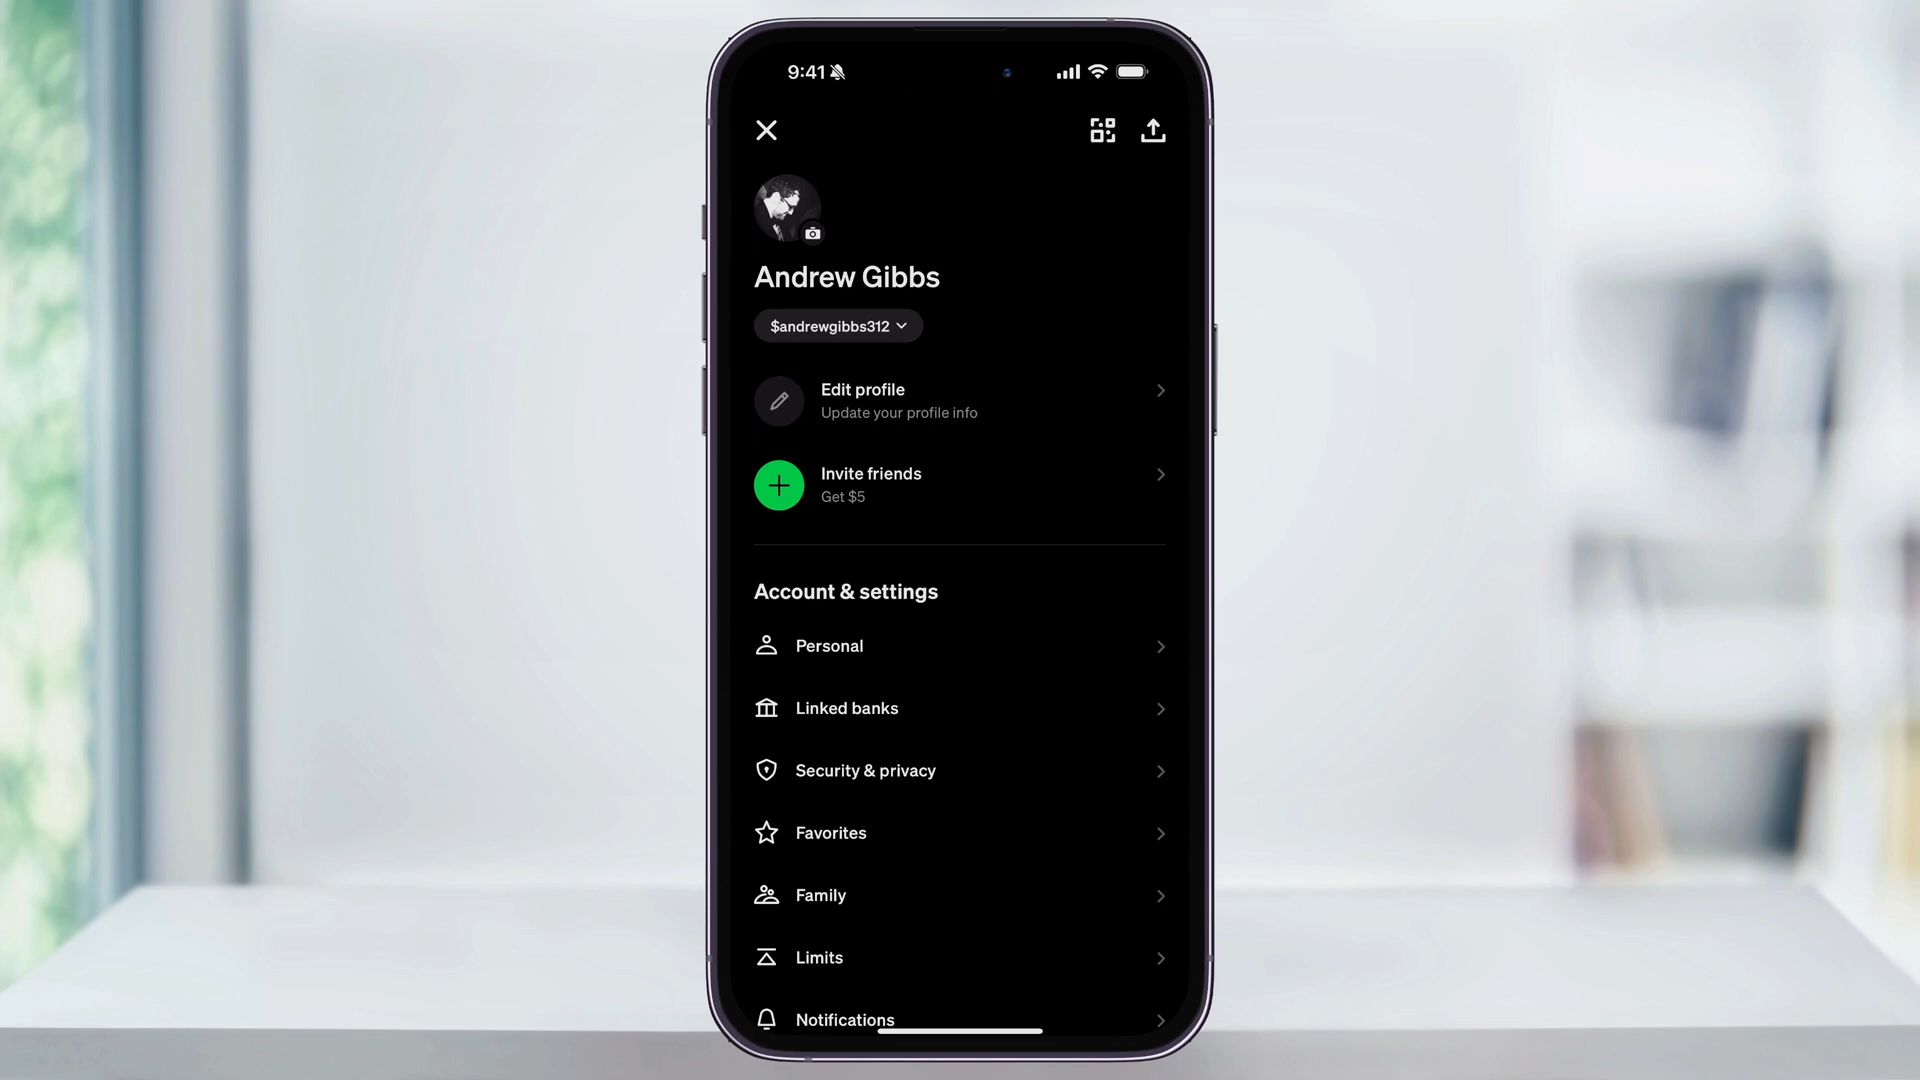 9:41
Andrew Gibbs
$andrewgibbs312
Edit profile
Update your profile info
Invite friends
Get $5
Account & settings
Personal
Linked banks
Security & privacy
Favorites
Family
Limits
Notifications